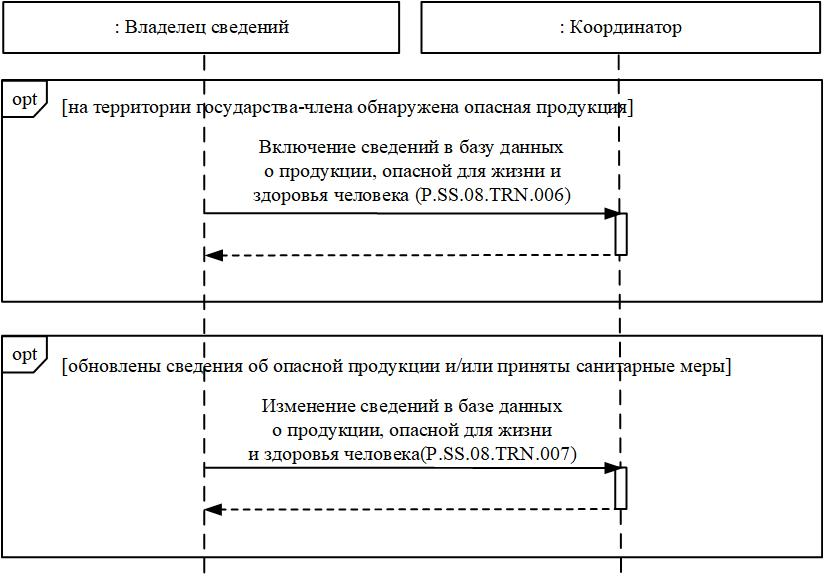 : Владелец сведений
: Координатор
opt
[на территории государства-члена обнаружена опасная продукция]
Включение сведений в базу данных
о продукции, опасной для жизни и
здоровья человека (P.SS.08.TRN.006)
opt
[обновлены сведения об опасной продукции и/или приняты санитарные меры]
Изменение сведений в базе данных
о продукции, опасной для жизни
и здоровья человека(P.SS.08.TRN.007)